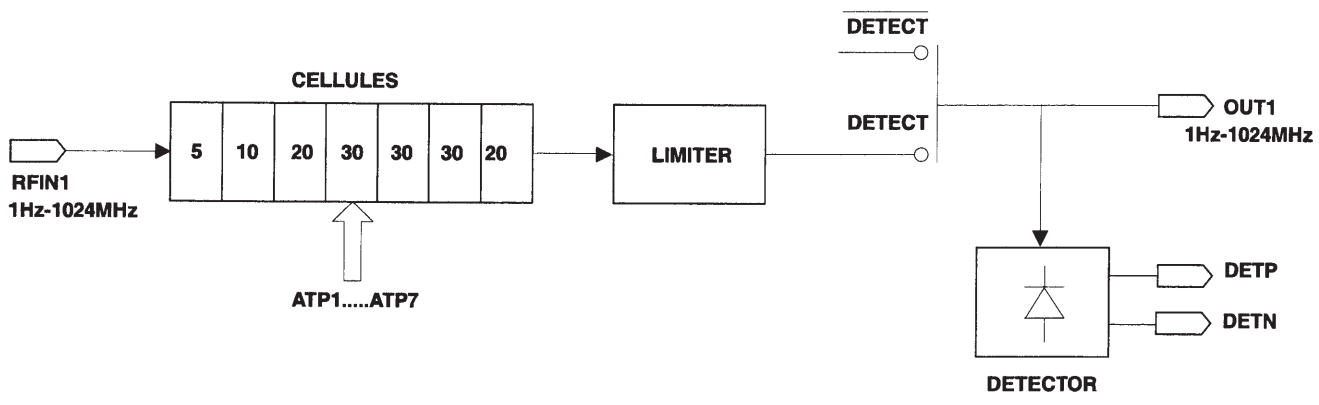 DETECT
CELLULES
5 10 20 30 30 30 20
DETECT
LIMITER
OUT1
1Hz-1024MHz
RFIN1
1Hz-1024MHz
ATP1.....ATP7
DETP
DETN
DETECTOR